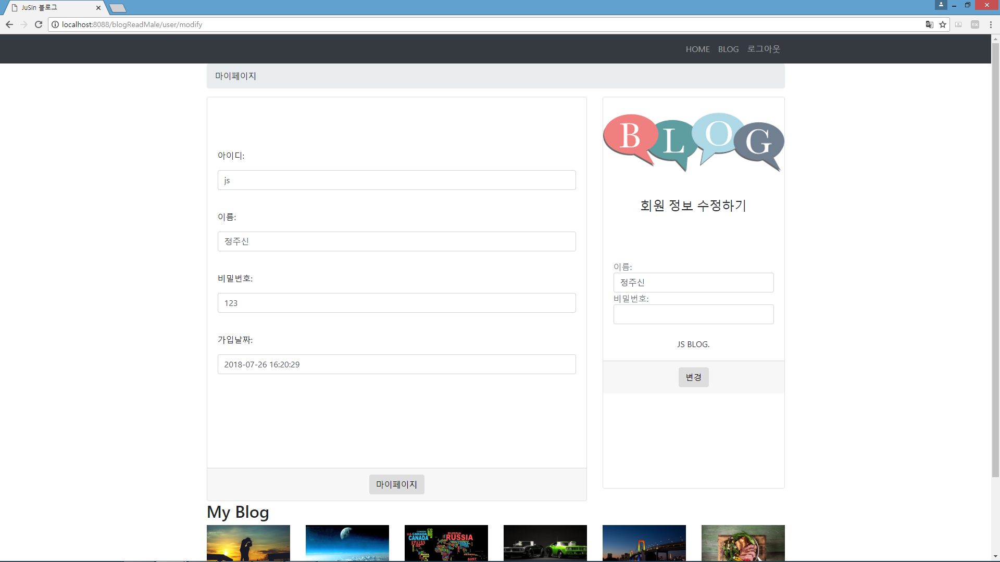 JuSin 블로그
localhost:8088/blogReadMale/user/modify
HOME BLOG 로그아웃
마이페이지
아이디:
js
이름:
정주신
비밀번호:
123
가입날짜:
2018-07-26 16:20:29
마이페이지
BLOG
회원 정보 수정하기
이름:
정주신
비밀번호:
JS BLOG.
변경
My Blog
CANADA
RUSSIA
CHINA